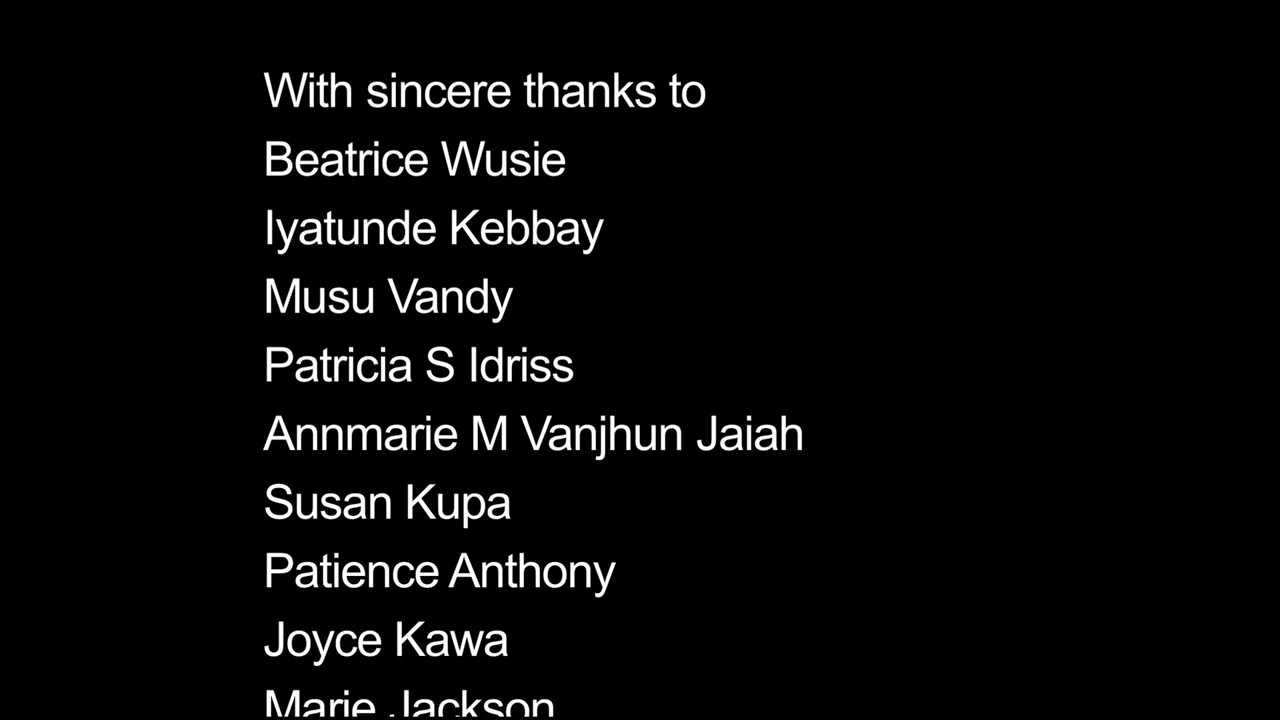 With sincere thanks to
Beatrice Wusie
Iyatunde Kebbay
Musu Vandy
Patricia S Idriss
Annmarie M Vanjhun Jaiah
Susan Kupa
Patience Anthony
Joyce Kawa
Marie Jackson